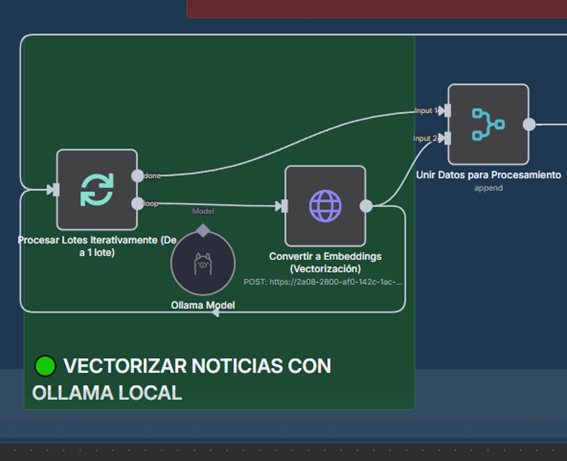 Input 1
Input 2
Unir Datos para Procesamiento
append
done
loop
Procesar Lotes Iterativamente (De
a 1 lote)
Model
Ollama Model
Convertir a Embeddings
(Vectorización)
POST: https://2a08-2800-af0-142c-1ac-...
VECTORIZAR NOTICIAS CON
OLLAMA LOCAL